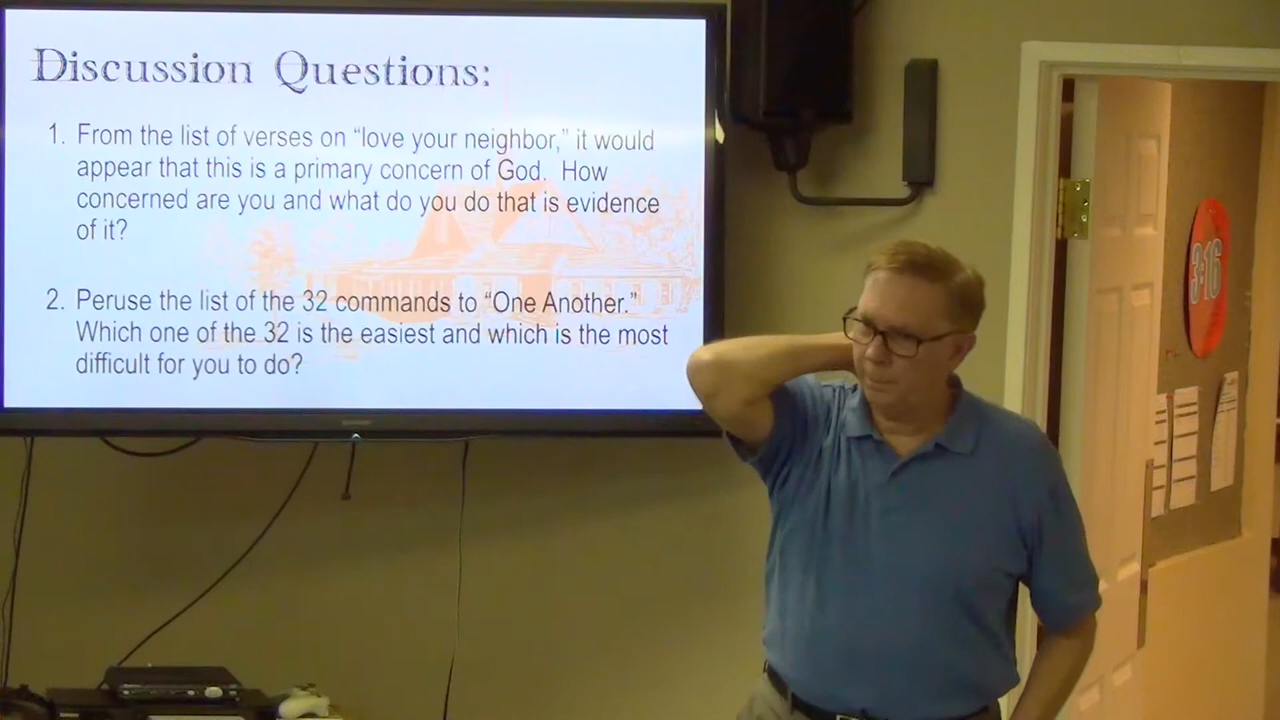 Discussion Questions:
1. From the list of verses on “love your neighbor,” it would
appear that this is a primary concern of God. How
concerned are you and what do you do that is evidence
of it?
2. Peruse the list of the 32 commands to “One Another.”
Which one of the 32 is the easiest and which is the most
difficult for you to do?
3:16